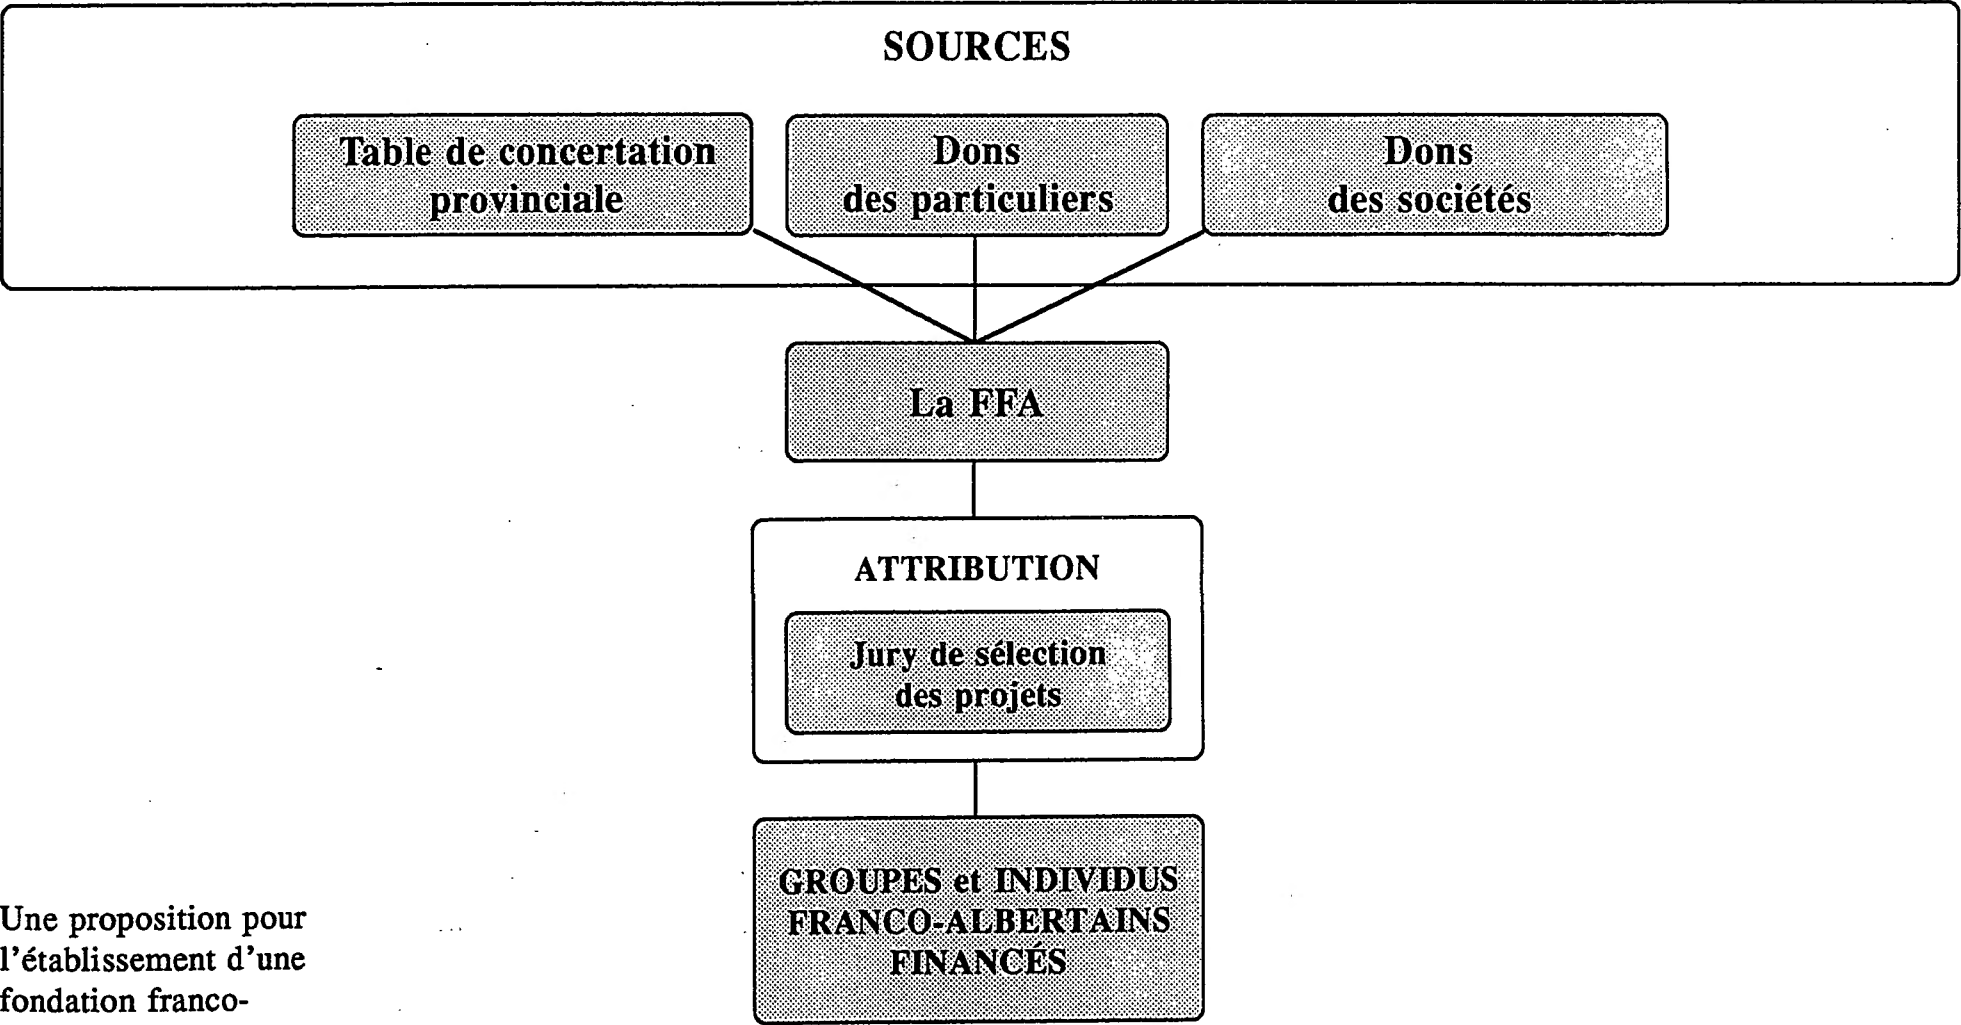 SOURCES
Table de concertation
provinciale
Dons
des particuliers
Dons
des sociétés
La FFA
ATTRIBUTION
Jury de sélection
des projets
GROUPES et INDIVIDUS
FRANCO-ALBERTAINS
FINANCÉS
Une proposition pour
l'établissement d'une
fondation franco-